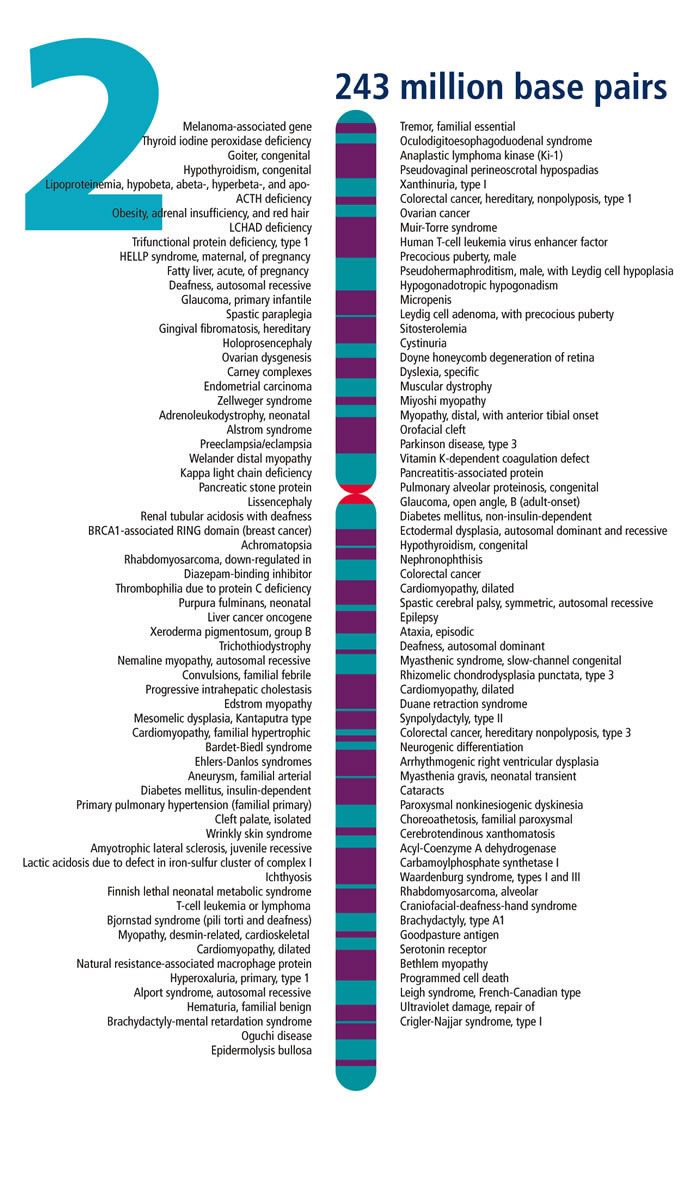 2
243 million base pairs
Melanoma-associated gene
Thyroid iodine peroxidase deficiency
Goiter, congenital
Hypothyroidism, congenital
Lipoproteinemia, hypobeta, abeta-, hyperbeta-, and apo-
ACTH deficiency
Obesity, adrenal insufficiency, and red hair
LCHAD deficiency
Trifunctional protein deficiency, type 1
HELLP syndrome, maternal, of pregnancy
Fatty liver, acute, of pregnancy
Deafness, autosomal recessive
Glaucoma, primary infantile
Spastic paraplegia
Gingival fibromatosis, hereditary
Holoprosencephaly
Ovarian dysgenesis
Carney complexes
Endometrial carcinoma
Zellweger syndrome
Adrenoleukodystrophy, neonatal
Alstrom syndrome
Preeclampsia/eclampsia
Welander distal myopathy
Kappa light chain deficiency
Pancreatic stone protein
Lissencephaly
Renal tubular acidosis with deafness
BRCA1-associated RING domain (breast cancer)
Achromatopsia
Rhabdomyosarcoma, down-regulated in
Diazepam-binding inhibitor
Thrombophilia due to protein C deficiency
Purpura fulminans, neonatal
Liver cancer oncogene
Xeroderma pigmentosum, group B
Trichothiodystrophy
Nemaline myopathy, autosomal recessive
Convulsions, familial febrile
Progressive intrahepatic cholestasis
Edstrom myopathy
Mesomelic dysplasia, Kantaputra type
Cardiomyopathy, familial hypertrophic
Bardet-Biedl syndrome
Ehlers-Danlos syndromes
Aneurysm, familial arterial
Diabetes mellitus, insulin-dependent
Primary pulmonary hypertension (familial primary)
Cleft palate, isolated
Wrinkly skin syndrome
Amyotrophic lateral sclerosis, juvenile recessive
Lactic acidosis due to defect in iron-sulfur cluster of complex I
Ichthyosis
Finnish lethal neonatal metabolic syndrome
T-cell leukemia or lymphoma
Bjornstad syndrome (pili torti and deafness)
Myopathy, desmin-related, cardioskeletal
Cardiomyopathy, dilated
Natural resistance-associated macrophage protein
Hyperoxaluria, primary, type 1
Alport syndrome, autosomal recessive
Hematuria, familial benign
Brachydactyly-mental retardation syndrome
Oguchi disease
Epidermolysis bullosa
Tremor, familial essential
Oculodigitoesophagoduodenal syndrome
Anaplastic lymphoma kinase (Ki-1)
Pseudovaginal perineoscrotal hypospadias
Xanthinuria, type I
Colorectal cancer, hereditary, nonpolyposis, type 1
Ovarian cancer
Muir-Torre syndrome
Human T-cell leukemia virus enhancer factor
Precocious puberty, male
Pseudohermaphroditism, male, with Leydig cell hypoplasia
Hypogonadotropic hypogonadism
Micropenis
Leydig cell adenoma, with precocious puberty
Sitosterolemia
Cystinuria
Doyne honeycomb degeneration of retina
Dyslexia, specific
Muscular dystrophy
Miyoshi myopathy
Myopathy, distal, with anterior tibial onset
Orofacial cleft
Parkinson disease, type 3
Vitamin K-dependent coagulation defect
Pancreatitis-associated protein
Pulmonary alveolar proteinosis, congenital
Glaucoma, open angle, B (adult-onset)
Diabetes mellitus, non-insulin-dependent
Ectodermal dysplasia, autosomal dominant and recessive
Hypothyroidism, congenital
Nephronophthisis
Colorectal cancer
Cardiomyopathy, dilated
Spastic cerebral palsy, symmetric, autosomal recessive
Epilepsy
Ataxia, episodic
Deafness, autosomal dominant
Myasthenic syndrome, slow-channel congenital
Rhizomelic chondrodysplasia punctata, type 3
Cardiomyopathy, dilated
Duane retraction syndrome
Synpolydactyly, type II
Colorectal cancer, hereditary nonpolyposis, type 3
Neurogenic differentiation
Arrhythmogenic right ventricular dysplasia
Myasthenia gravis, neonatal transient
Cataracts
Paroxysmal nonkinesiogenic dyskinesia
Choreoathetosis, familial paroxysmal
Cerebrotendinous xanthomatosis
Acyl-Coenzyme A dehydrogenase
Carbamoylphosphate synthetase I
Waardenburg syndrome, types I and III
Rhabdomyosarcoma, alveolar
Craniofacial-deafness-hand syndrome
Brachydactyly, type A1
Goodpasture antigen
Serotonin receptor
Bethlem myopathy
Programmed cell death
Leigh syndrome, French-Canadian type
Ultraviolet damage, repair of
Crigler-Najjar syndrome, type I